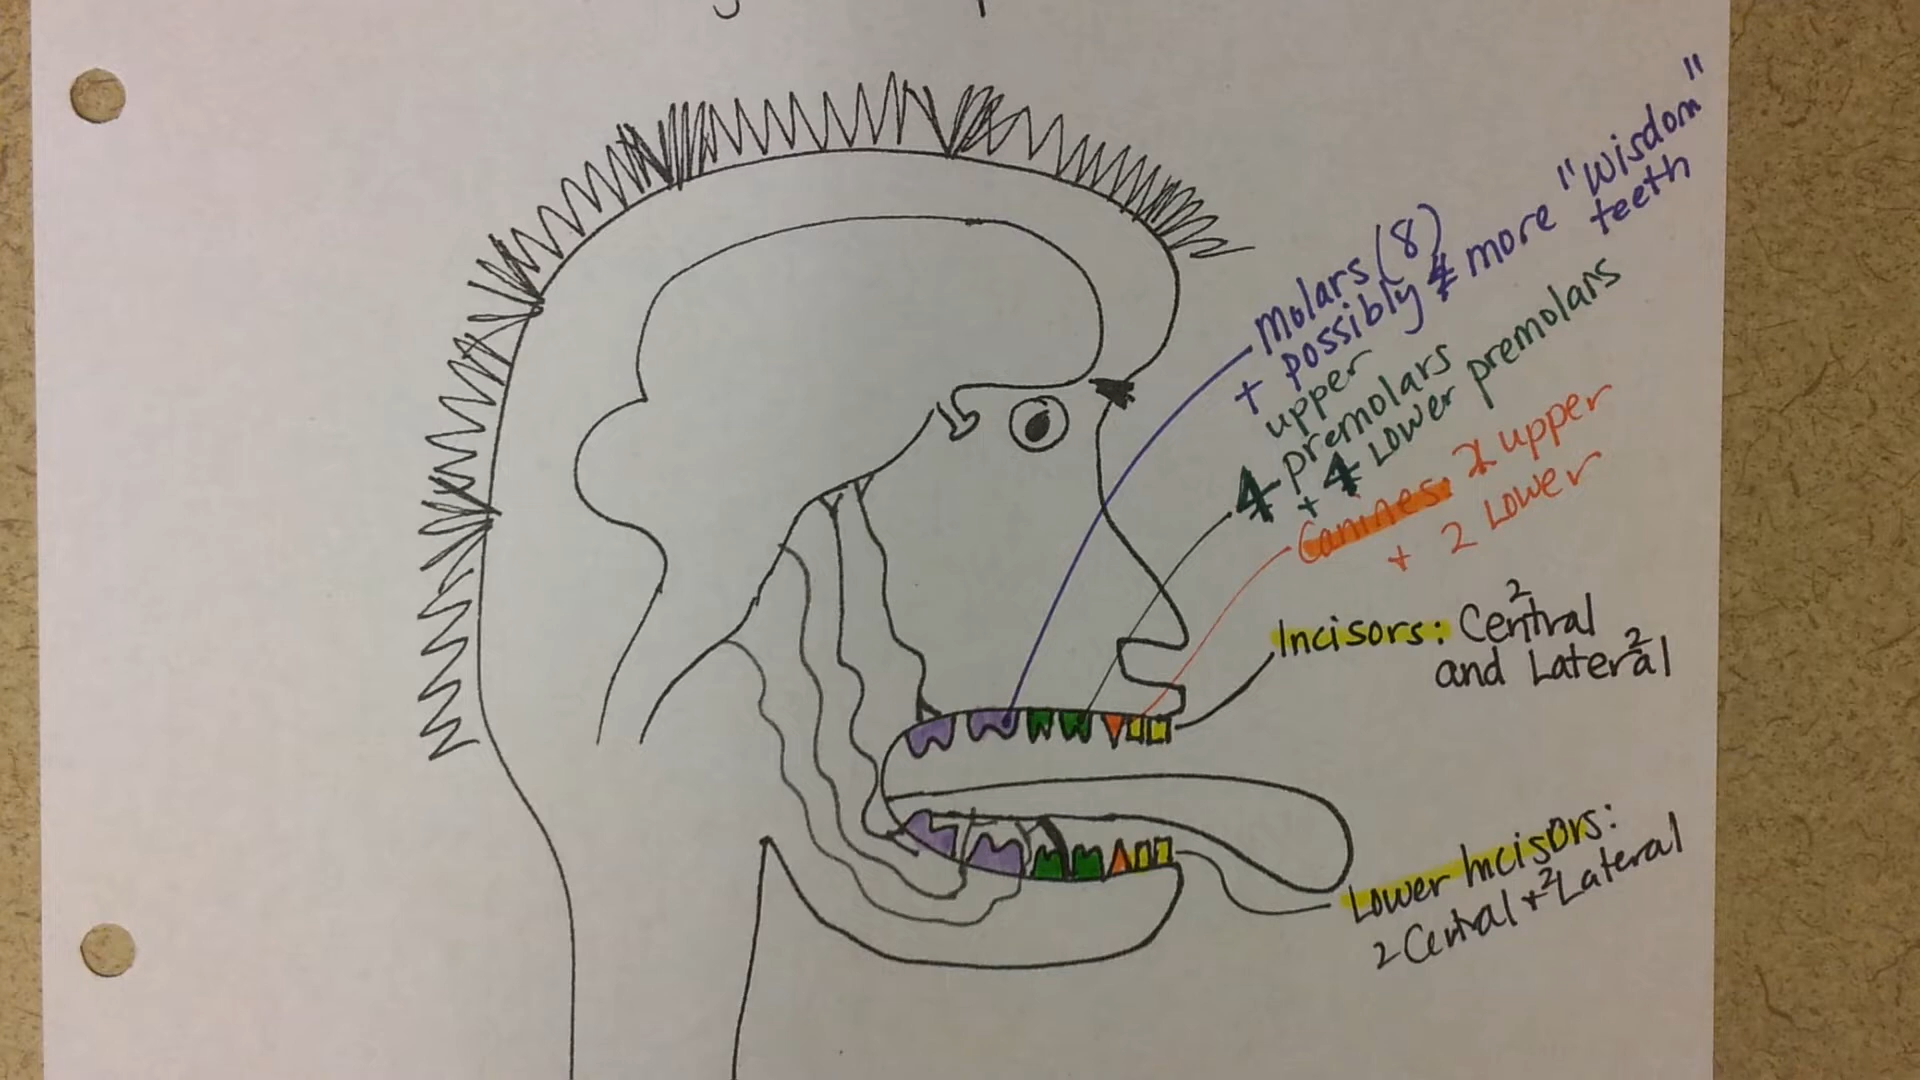 Molars (8)
+ possibly 4 more "wisdom"
teeth
upper
4 premolars
+ 4 Lower premolars
Canines: 2 upper
+ 2 Lower
Incisors: 2 Central
and 2 Lateral
Lower Incisors:
2 Central + 2 Lateral